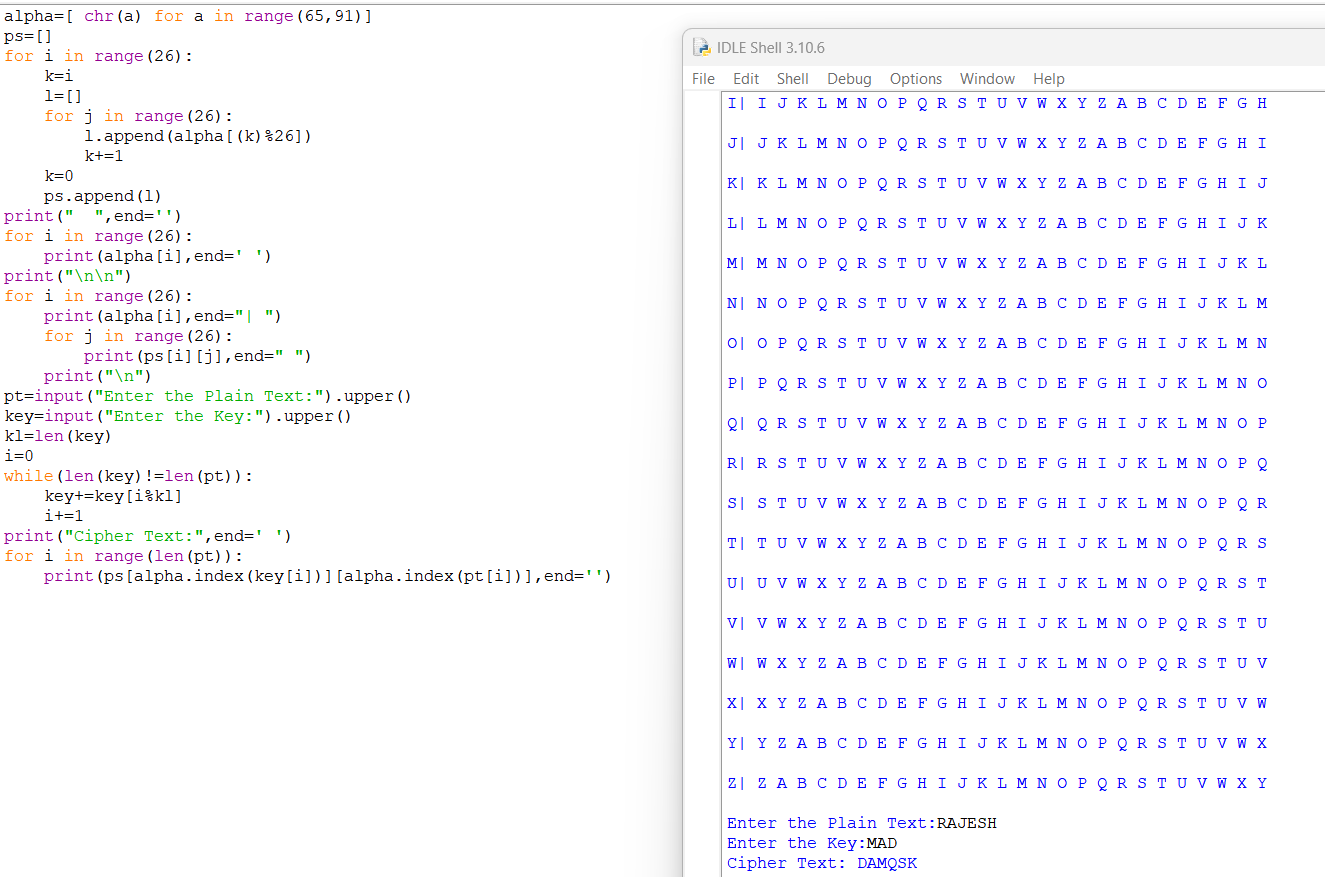 alpha=[ chr(a) for a in range(65,91)]
ps=[]
for i in range(26):
    k=i
    l=[]
    for j in range(26):
        l.append(alpha[(k)%26])
        k+=1
    k=0
    ps.append(l)
print("  ",end='')
for i in range(26):
    print(alpha[i],end=' ')
print("\n\n")
for i in range(26):
    print(alpha[i],end="| ")
    for j in range(26):
        print(ps[i][j],end=" ")
    print("\n")
pt=input("Enter the Plain Text:").upper()
key=input("Enter the Key:").upper()
kl=len(key)
i=0
while(len(key)!=len(pt)):
    key+=key[i%kl]
    i+=1
print("Cipher Text:",end=' ')
for i in range(len(pt)):
    print(ps[alpha.index(key[i])][alpha.index(pt[i])],end='')
IDLE Shell 3.10.6
File Edit Shell Debug Options Window Help
I| I J K L M N O P Q R S T U V W X Y Z A B C D E F G H
J| J K L M N O P Q R S T U V W X Y Z A B C D E F G H I
K| K L M N O P Q R S T U V W X Y Z A B C D E F G H I J
L| L M N O P Q R S T U V W X Y Z A B C D E F G H I J K
M| M N O P Q R S T U V W X Y Z A B C D E F G H I J K L
N| N O P Q R S T U V W X Y Z A B C D E F G H I J K L M
O| O P Q R S T U V W X Y Z A B C D E F G H I J K L M N
P| P Q R S T U V W X Y Z A B C D E F G H I J K L M N O
Q| Q R S T U V W X Y Z A B C D E F G H I J K L M N O P
R| R S T U V W X Y Z A B C D E F G H I J K L M N O P Q
S| S T U V W X Y Z A B C D E F G H I J K L M N O P Q R
T| T U V W X Y Z A B C D E F G H I J K L M N O P Q R S
U| U V W X Y Z A B C D E F G H I J K L M N O P Q R S T
V| V W X Y Z A B C D E F G H I J K L M N O P Q R S T U
W| W X Y Z A B C D E F G H I J K L M N O P Q R S T U V
X| X Y Z A B C D E F G H I J K L M N O P Q R S T U V W
Y| Y Z A B C D E F G H I J K L M N O P Q R S T U V W X
Z| Z A B C D E F G H I J K L M N O P Q R S T U V W X Y
Enter the Plain Text:RAJESH
Enter the Key:MAD
Cipher Text: DAMQSK